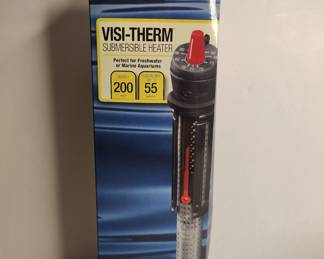 VISI-THERM
SUBMERSIBLE HEATER
Perfect for Freshwater
or Marine Aquariums
200
55